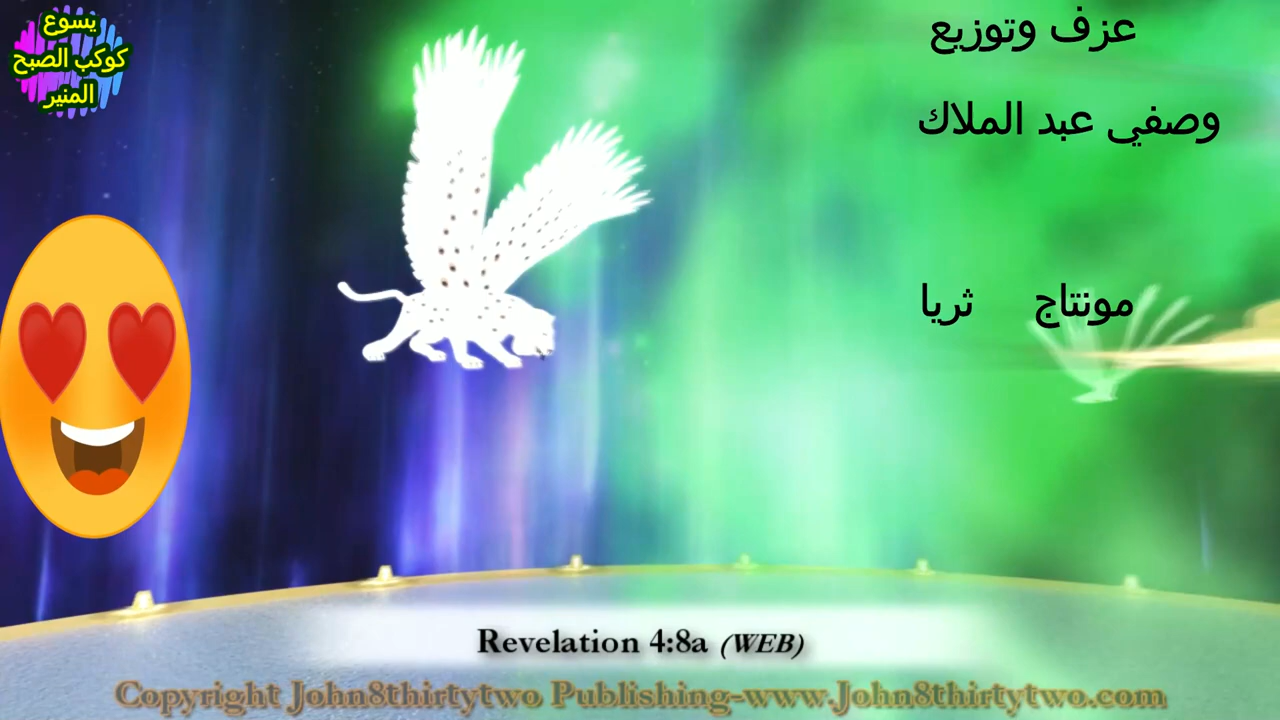 يسوع
كوكب الصبح
المنير
عزف وتوزيع
وصفي عبد الملاك
مونتاج ثريا
Revelation 4:8a (WEB)
Copyright John8thirtytwo Publishing-www.John8thirtytwo.com